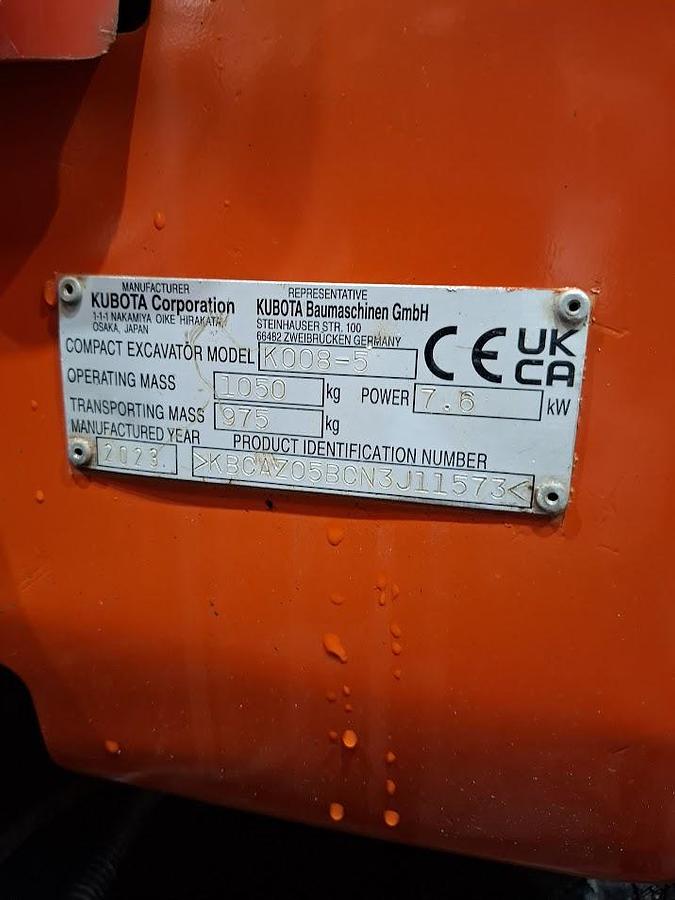 MANUFACTURER
KUBOTA Corporation
1-1-1 NAKAMIYA OIKE HIRAKATA
OSAKA, JAPAN
REPRESENTATIVE
KUBOTA Baumaschinen GmbH
STEINHAUSER STR. 100
66482 ZWEIBRÜCKEN GERMANY
COMPACT EXCAVATOR MODEL K008-5
CE UK CA
OPERATING MASS 1050 kg POWER 7.6 kW
TRANSPORTING MASS 975 kg
MANUFACTURED YEAR PRODUCT IDENTIFICATION NUMBER
2023. >KBCAZ05BCN3J11573<